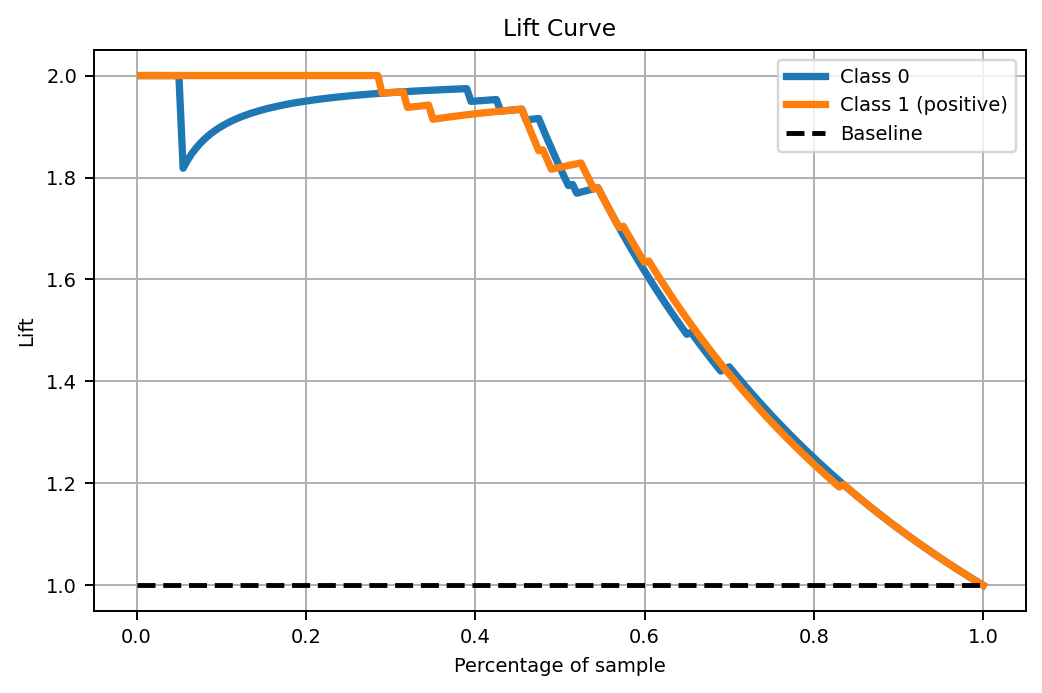 Lift Curve
Class 0
Class 1 (positive)
Baseline
Lift
2.0
1.8
1.6
1.4
1.2
1.0
0.0 0.2 0.4 0.6 0.8 1.0
Percentage of sample